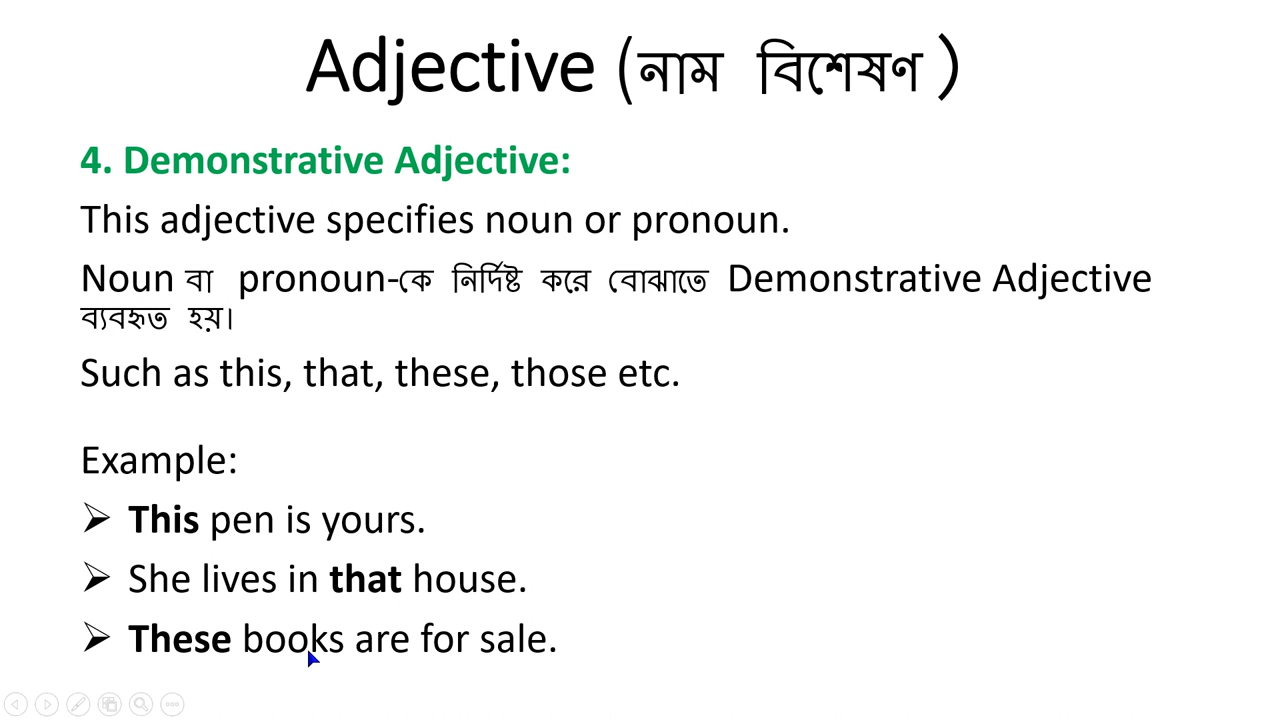 Adjective (নাম বিশেষণ )
4. Demonstrative Adjective:
This adjective specifies noun or pronoun.
Noun বা pronoun-কে নির্দিষ্ট করে বোঝাতে Demonstrative Adjective
ব্যবহৃত হয়।
Such as this, that, these, those etc.
Example:
➢ This pen is yours.
➢ She lives in that house.
➢ These books are for sale.